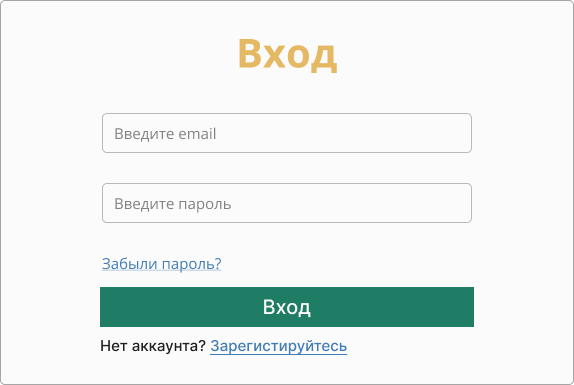 Вход
Введите email
Введите пароль
Забыли пароль?
Вход
Нет аккаунта? Зарегистируйтесь